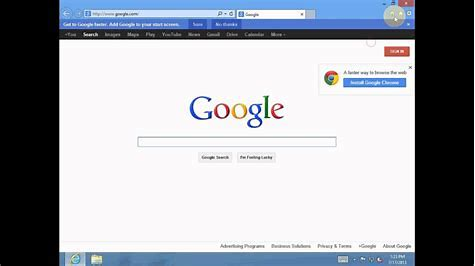 http://www.google.com/
Google
Get to Google faster. Add Google to your start screen.
Sure
No thanks
+You Search Images Maps Play YouTube News Gmail Drive Calendar More
SIGN IN
A faster way to browse the web
Install Google Chrome
Google
Google Search
I'm Feeling Lucky
Advertising Programs Business Solutions Privacy & Terms +Google About Google